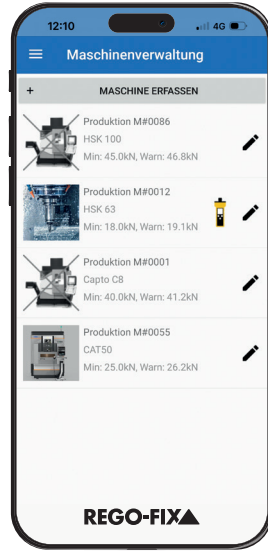 12:10
4G
Maschinenverwaltung
+ MASCHINE ERFASSEN
Produktion M#0086
HSK 100
Min: 45.0kN, Warn: 46.8kN
Produktion M#0012
HSK 63
Min: 18.0kN, Warn: 19.1kN
Produktion M#0001
Capto C8
Min: 40.0kN, Warn: 41.2kN
Produktion M#0055
CAT50
Min: 25.0kN, Warn: 26.2kN
REGO-FIX